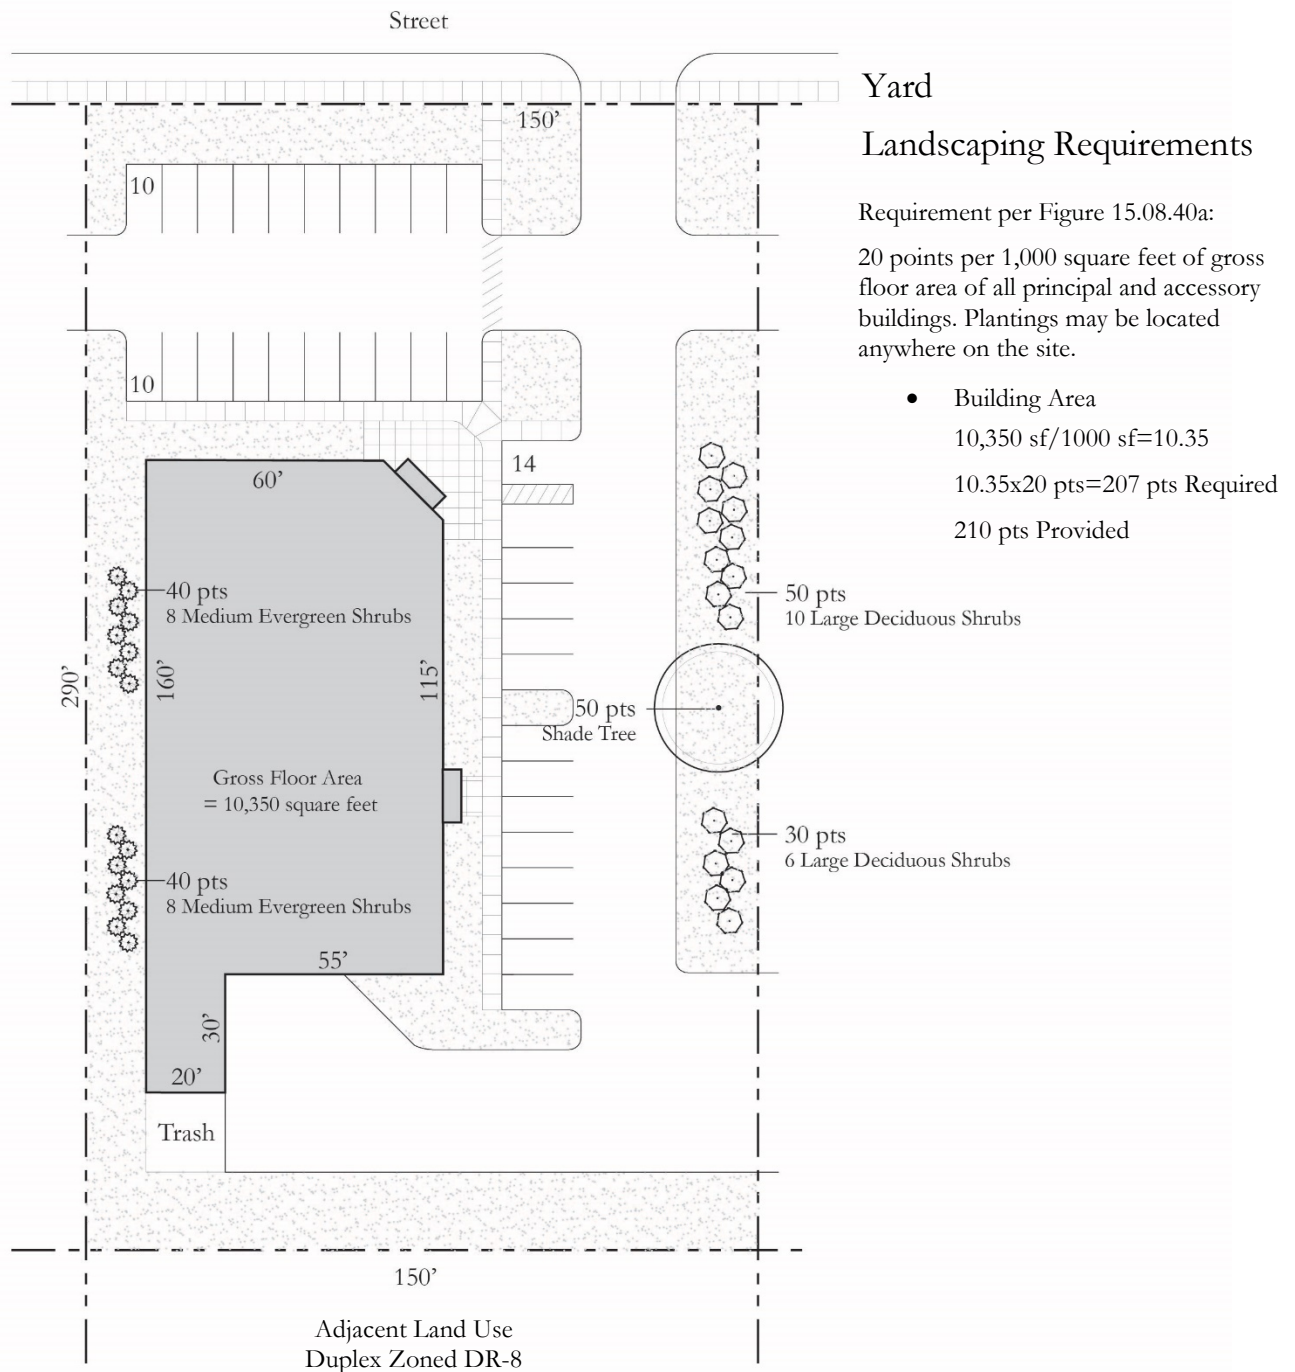 Street
Yard
Landscaping Requirements
150’
10
Requirement per Figure 15.08.40a:
20 points per 1,000 square feet of gross
floor area of all principal and accessory
buildings. Plantings may be located
anywhere on the site.
10
• Building Area
10,350 sf/1000 sf=10.35
10.35x20 pts=207 pts Required
210 pts Provided
14
60’
40 pts
8 Medium Evergreen Shrubs
50 pts
10 Large Deciduous Shrubs
290’
160’
115’
50 pts
Shade Tree
Gross Floor Area
= 10,350 square feet
30 pts
6 Large Deciduous Shrubs
40 pts
8 Medium Evergreen Shrubs
55’
30’
20’
Trash
150’
Adjacent Land Use
Duplex Zoned DR-8